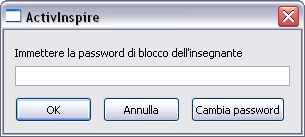 ActivInspire
Immettere la password di blocco dell'insegnante
OK
Annulla
Cambia password